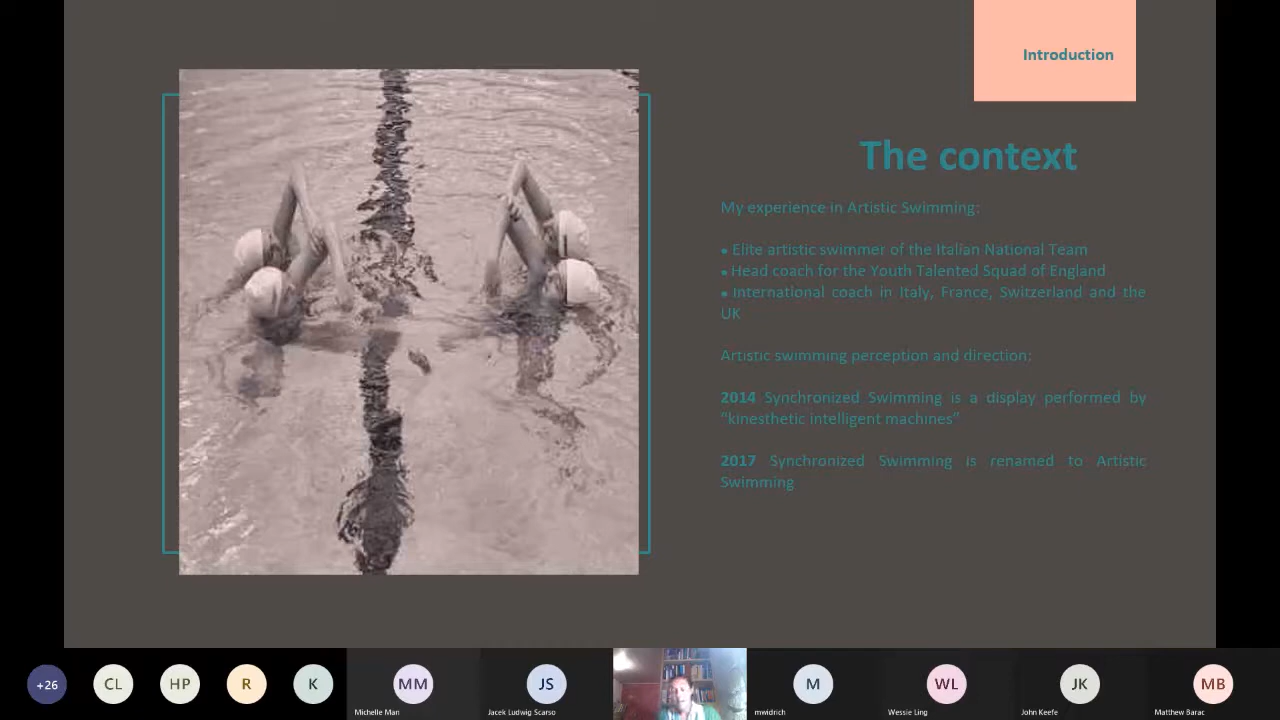 Introduction
The context
My experience in Artistic Swimming:
• Elite artistic swimmer of the Italian National Team
• Head coach for the Youth Talented Squad of England
• International coach in Italy, France, Switzerland and the
UK
Artistic swimming perception and direction:
2014 Synchronized Swimming is a display performed by
“kinesthetic intelligent machines”
2017 Synchronized Swimming is renamed to Artistic
Swimming
+26
CL
HP
R
K
MM
JS
M
WL
JK
MB
Michelle Man
Jacek Ludwig Scarso
mwidrich
Wessie Ling
John Keefe
Matthew Barac